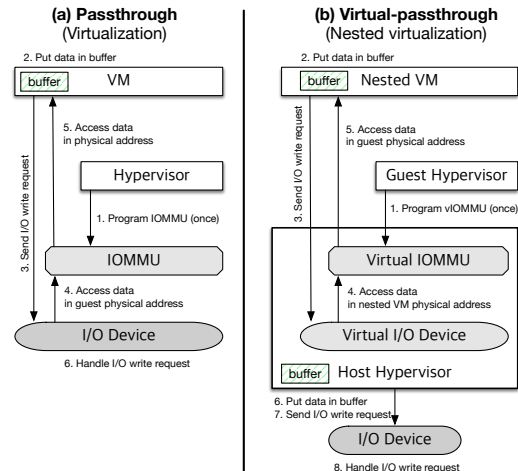 (a) Passthrough
(Virtualization)
2. Put data in buffer
buffer
VM
5. Access data
in physical address
Hypervisor
3. Send I/O write request
1. Program IOMMU (once)
IOMMU
4. Access data
in guest physical address
I/O Device
6. Handle I/O write request
(b) Virtual-passthrough
(Nested virtualization)
2. Put data in buffer
buffer
Nested VM
5. Access data
in guest physical address
Guest Hypervisor
3. Send I/O write request
1. Program vIOMMU (once)
Virtual IOMMU
4. Access data
in nested VM physical address
Virtual I/O Device
buffer
Host Hypervisor
6. Put data in buffer
7. Send I/O write request
I/O Device
8. Handle I/O write request